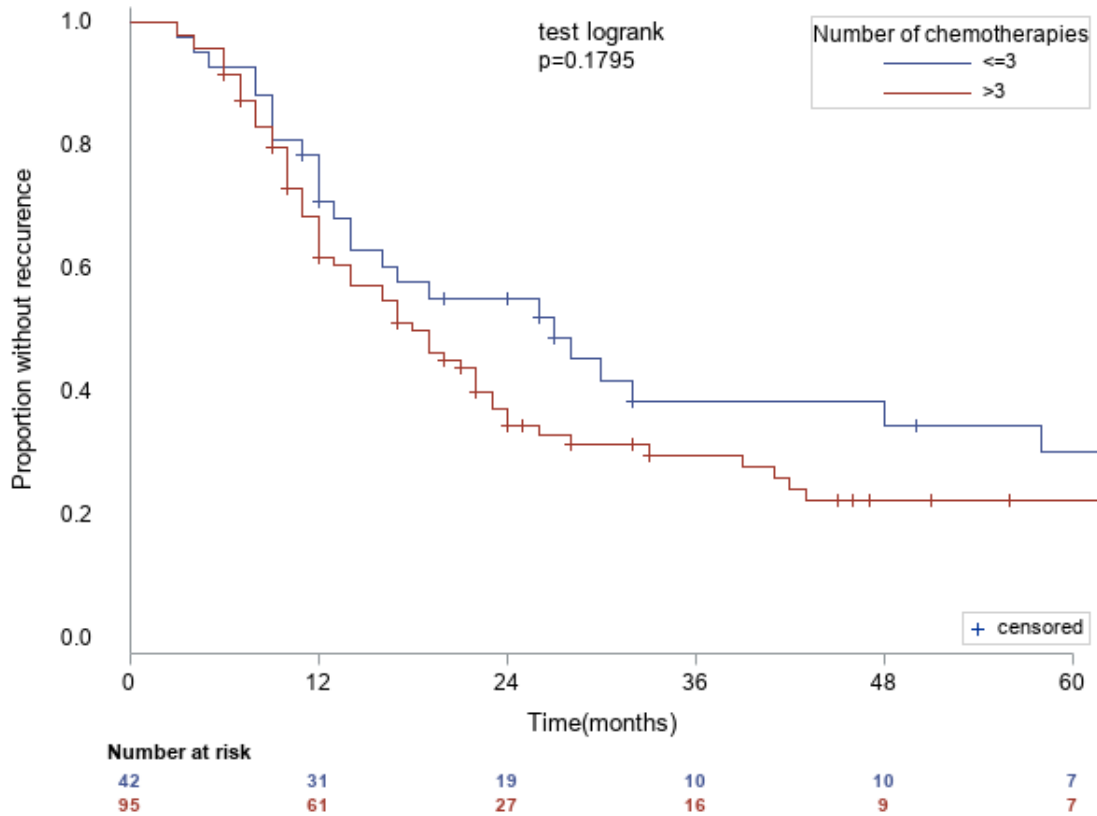 test logrank
p=0.1795
Number of chemotherapies
<=3
>3
Proportion without reccurence
1.0
0.8
0.6
0.4
0.2
0.0
censored
0 12 24 36 48 60
Time(months)
Number at risk
42 31 19 10 10 7
95 61 27 16 9 7